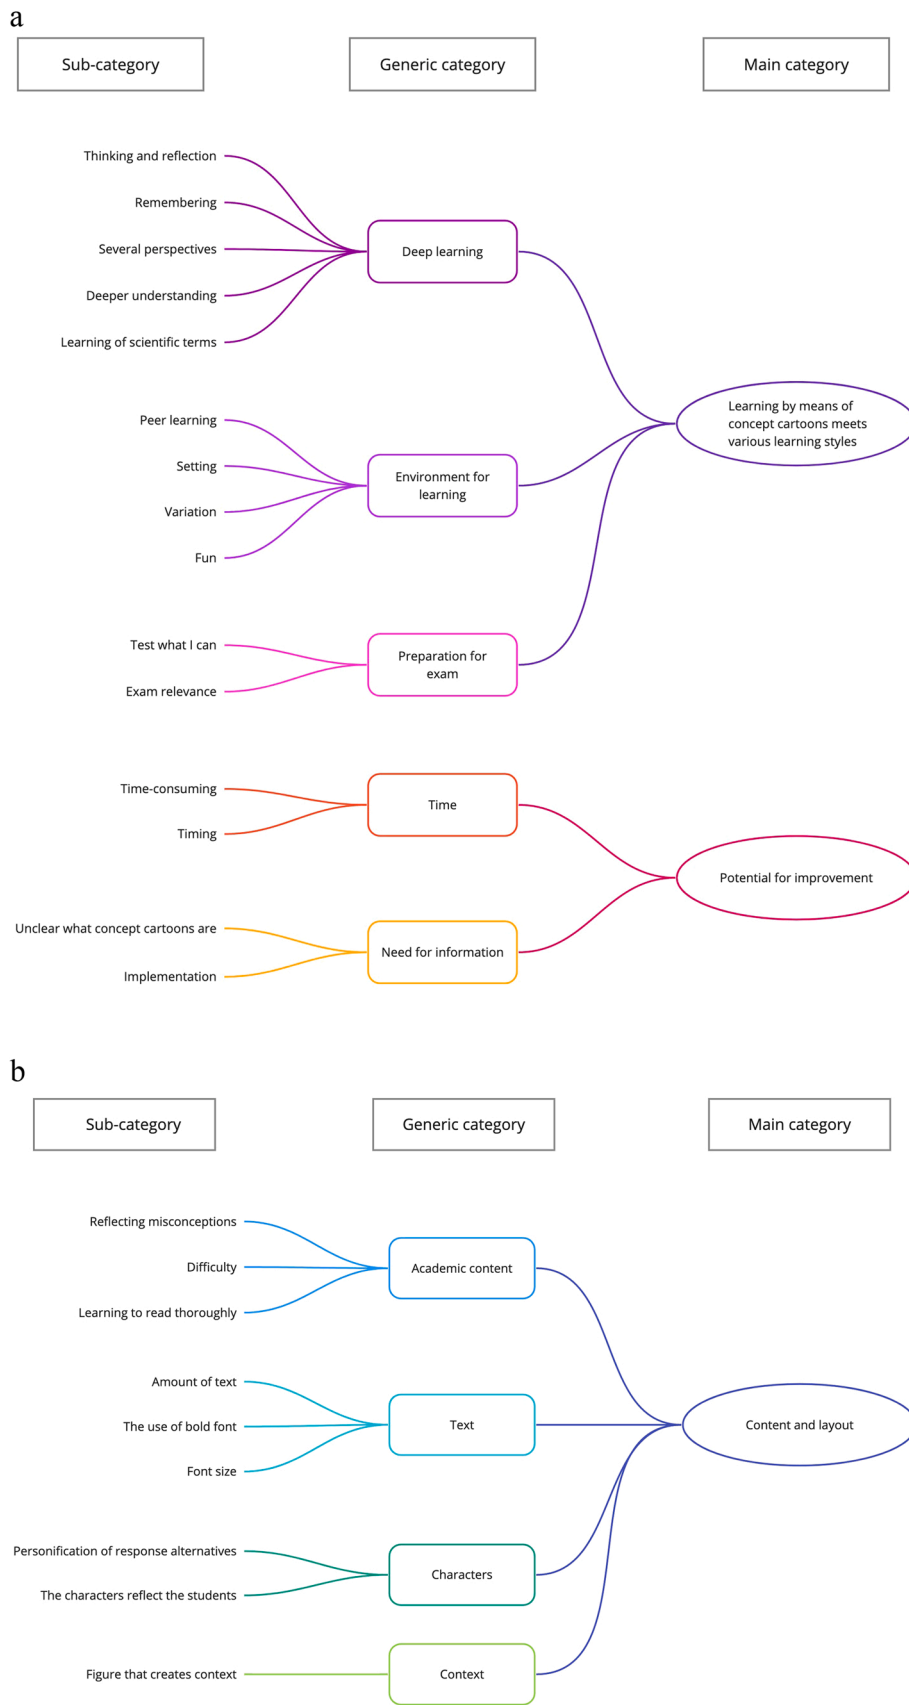 a
Sub-category
Generic category
Main category
Thinking and reflection
Remembering
Several perspectives
Deeper understanding
Learning of scientific terms
Deep learning
Peer learning
Setting
Variation
Fun
Environment for
learning
Test what I can
Exam relevance
Preparation for
exam
Learning by means of
concept cartoons meets
various learning styles
Time-consuming
Timing
Time
Unclear what concept cartoons are
Implementation
Need for information
Potential for improvement
b
Sub-category
Generic category
Main category
Reflecting misconceptions
Difficulty
Learning to read thoroughly
Academic content
Amount of text
The use of bold font
Font size
Text
Personification of response alternatives
The characters reflect the students
Characters
Figure that creates context
Context
Content and layout